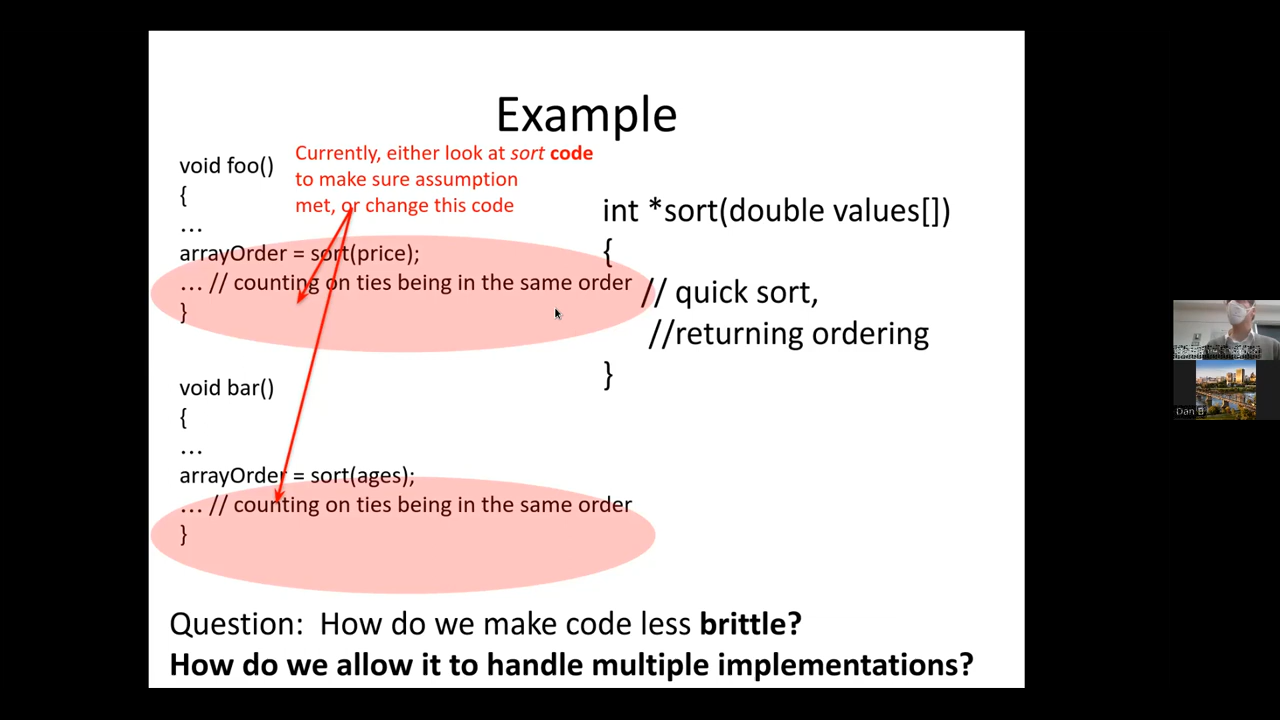 Example
void foo()
{
…
arrayOrder = sort(price);
… // counting on ties being in the same order
}
Currently, either look at sort code
to make sure assumption
met, or change this code
int *sort(double values[])
{
// quick sort,
//returning ordering
}
void bar()
{
…
arrayOrder = sort(ages);
… // counting on ties being in the same order
}
Question:  How do we make code less brittle?
How do we allow it to handle multiple implementations?